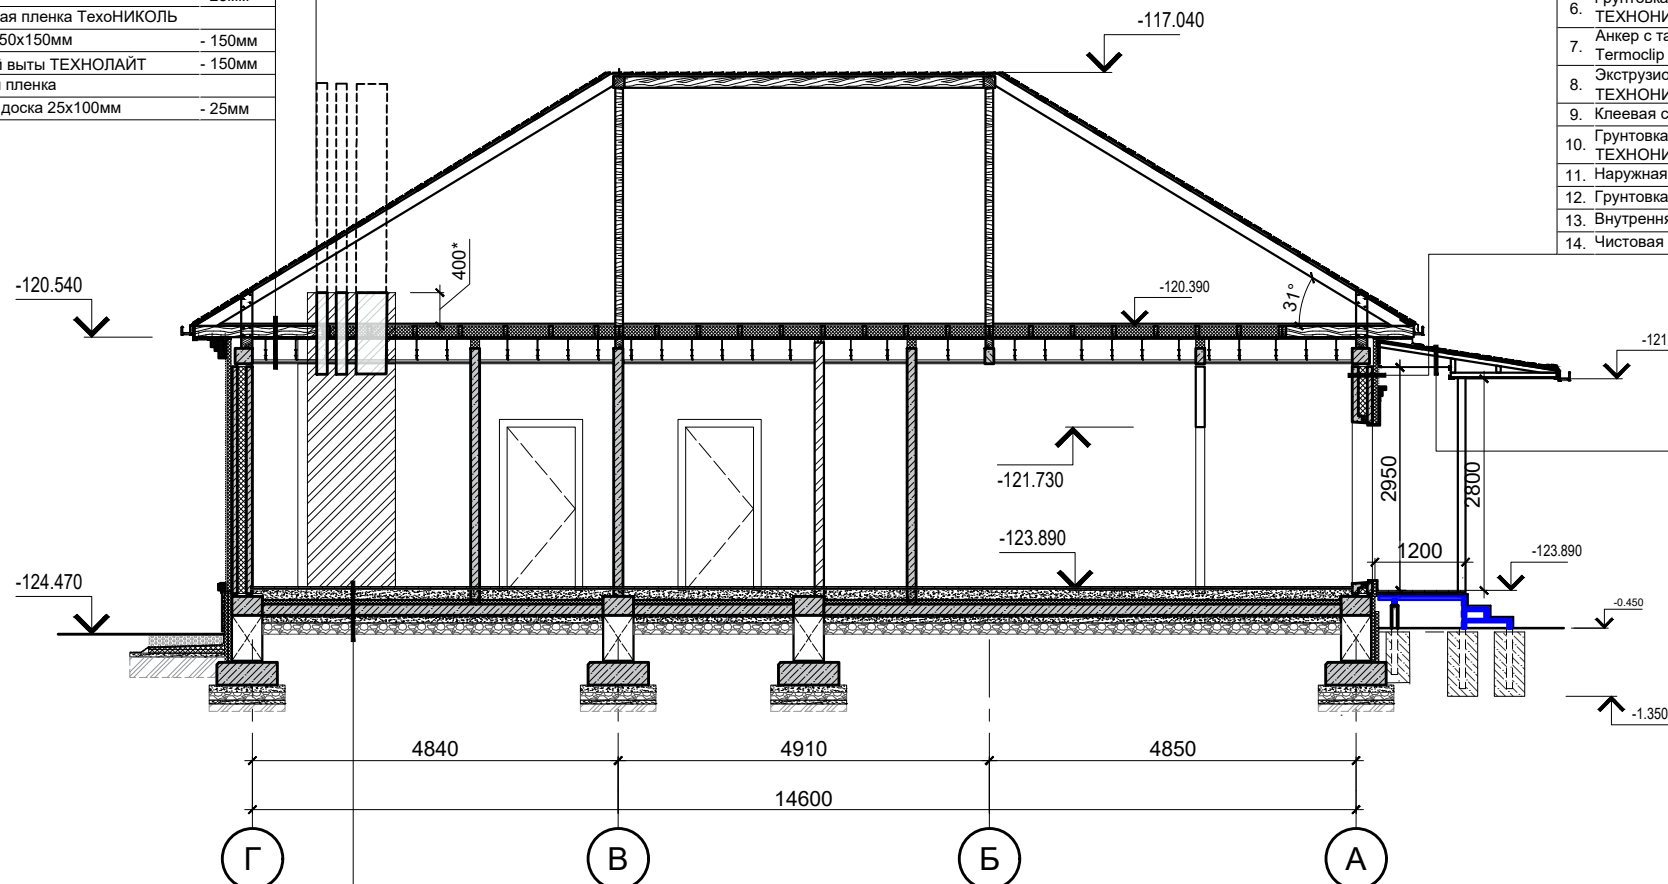 ая пленка ТехоНИКОЛЬ
50х150мм - 150мм
выты ТЕХНОЛАЙТ - 150мм
пленка
доска 25х100мм - 25мм
6. Грунтовка
ТЕХНОНИ
7. Анкер с та
Termoclip
8. Экструзио
ТЕХНОНИ
9. Клеевая с
10. Грунтовка
ТЕХНОНИ
11. Наружная
12. Грунтовка
13. Внутрення
14. Чистовая
-117.040
-120.540
400*
-120.390
31°
-121.
-121.730
2950
2800
-123.890
1200
-123.890
-124.470
-0.450
-1.350
4840
4910
4850
14600
Г
В
Б
А